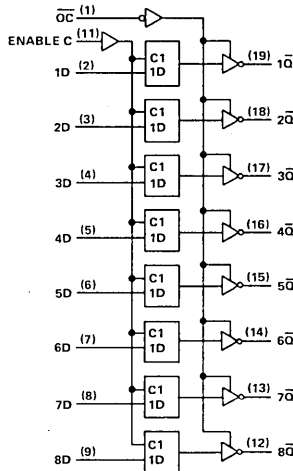 O̅C̅ (1)
ENABLE C (11)
C1
1D (2) 1D (19) 1Q̅
C1
2D (3) 1D (18) 2Q̅
C1
3D (4) 1D (17) 3Q̅
C1
4D (5) 1D (16) 4Q̅
C1
5D (6) 1D (15) 5Q̅
C1
6D (7) 1D (14) 6Q̅
C1
7D (8) 1D (13) 7Q̅
C1
8D (9) 1D (12) 8Q̅